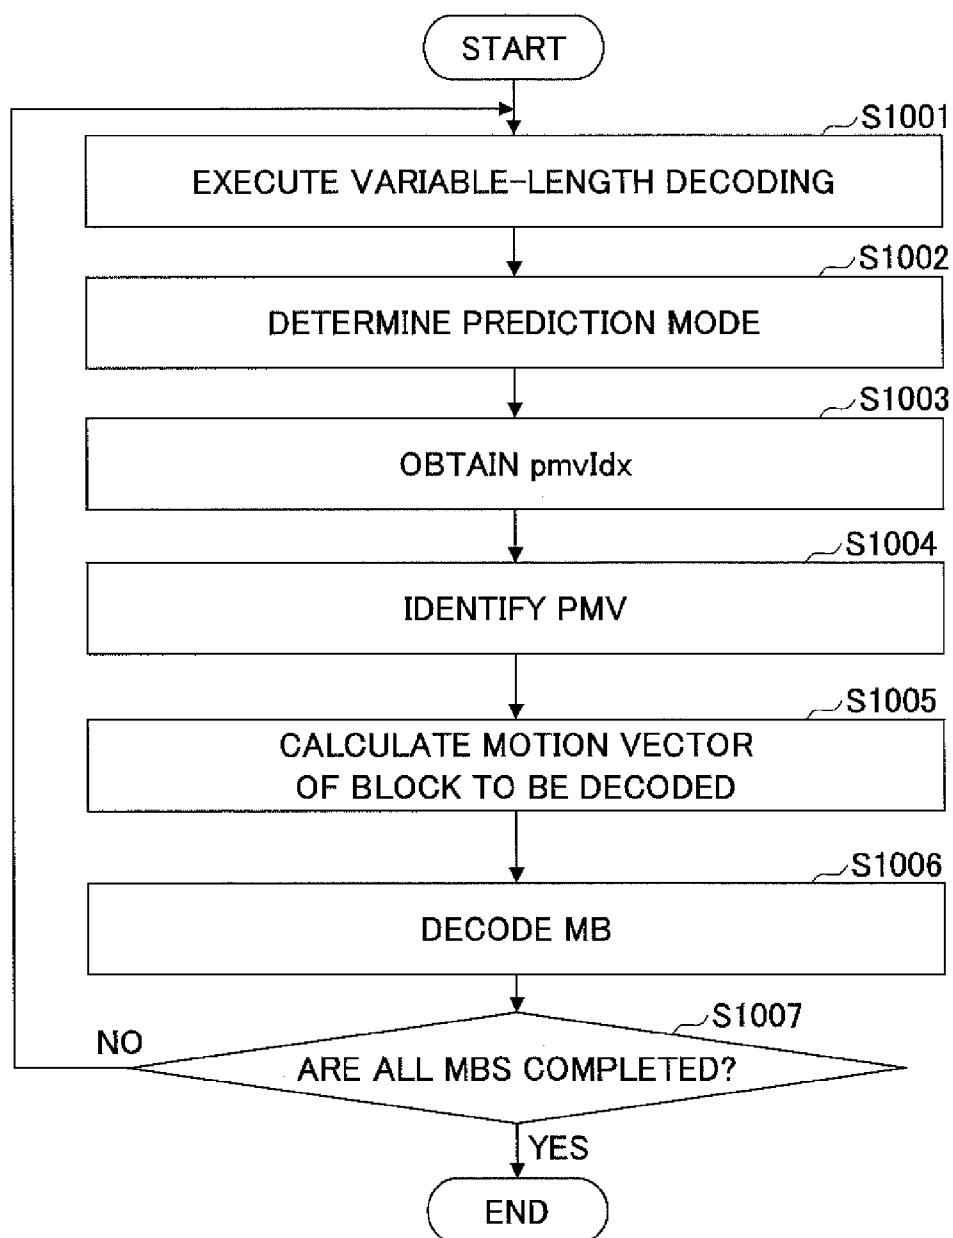 START
S1001
EXECUTE VARIABLE-LENGTH DECODING
S1002
DETERMINE PREDICTION MODE
S1003
OBTAIN pmvIdx
S1004
IDENTIFY PMV
S1005
CALCULATE MOTION VECTOR
OF BLOCK TO BE DECODED
S1006
DECODE MB
S1007
NO
ARE ALL MBS COMPLETED?
YES
END